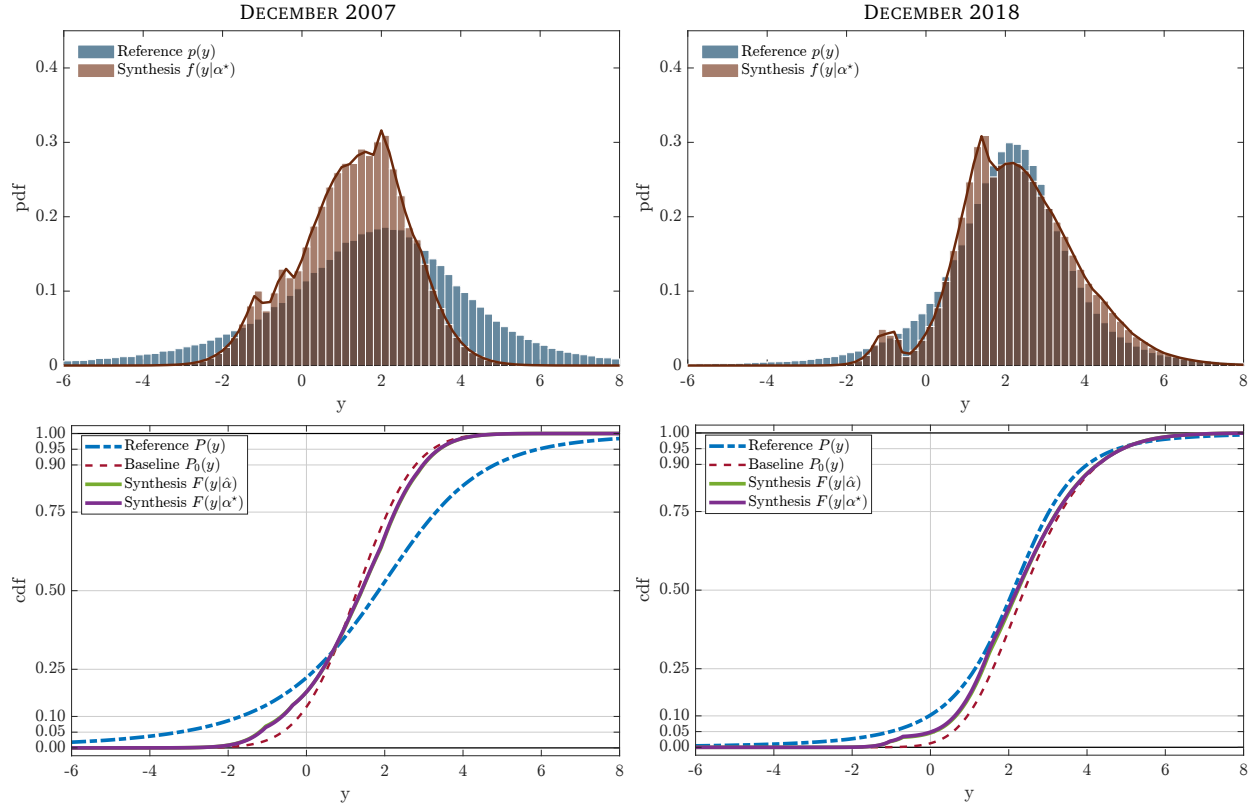 DECEMBER 2007
DECEMBER 2018
Reference p(y)
Synthesis f(y|α⋆)
0.4
0.3
0.2
0.1
0
pdf
-6 -4 -2 0 2 4 6 8
y
Reference p(y)
Synthesis f(y|α⋆)
0.4
0.3
0.2
0.1
0
pdf
-6 -4 -2 0 2 4 6 8
y
Reference P(y)
Baseline P₀(y)
Synthesis F(y|α̂)
Synthesis F(y|α⋆)
1.00
0.95
0.90
0.75
0.50
0.25
0.10
0.05
0.00
cdf
-6 -4 -2 0 2 4 6 8
y
Reference P(y)
Baseline P₀(y)
Synthesis F(y|α̂)
Synthesis F(y|α⋆)
1.00
0.95
0.90
0.75
0.50
0.25
0.10
0.05
0.00
cdf
-6 -4 -2 0 2 4 6 8
y